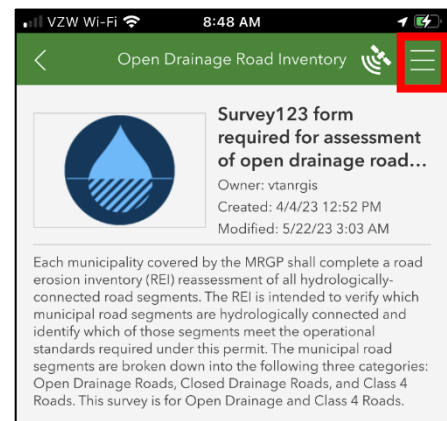 VZW Wi-Fi 8:48 AM
Open Drainage Road Inventory
Survey123 form
required for assessment
of open drainage road...
Owner: vtanrgis
Created: 4/4/23 12:52 PM
Modified: 5/22/23 3:03 AM
Each municipality covered by the MRGP shall complete a road
erosion inventory (REI) reassessment of all hydrologically-
connected road segments. The REI is intended to verify which
municipal road segments are hydrologically connected and
identify which of those segments meet the operational
standards required under this permit. The municipal road
segments are broken down into the following three categories:
Open Drainage Roads, Closed Drainage Roads, and Class 4
Roads. This survey is for Open Drainage and Class 4 Roads.